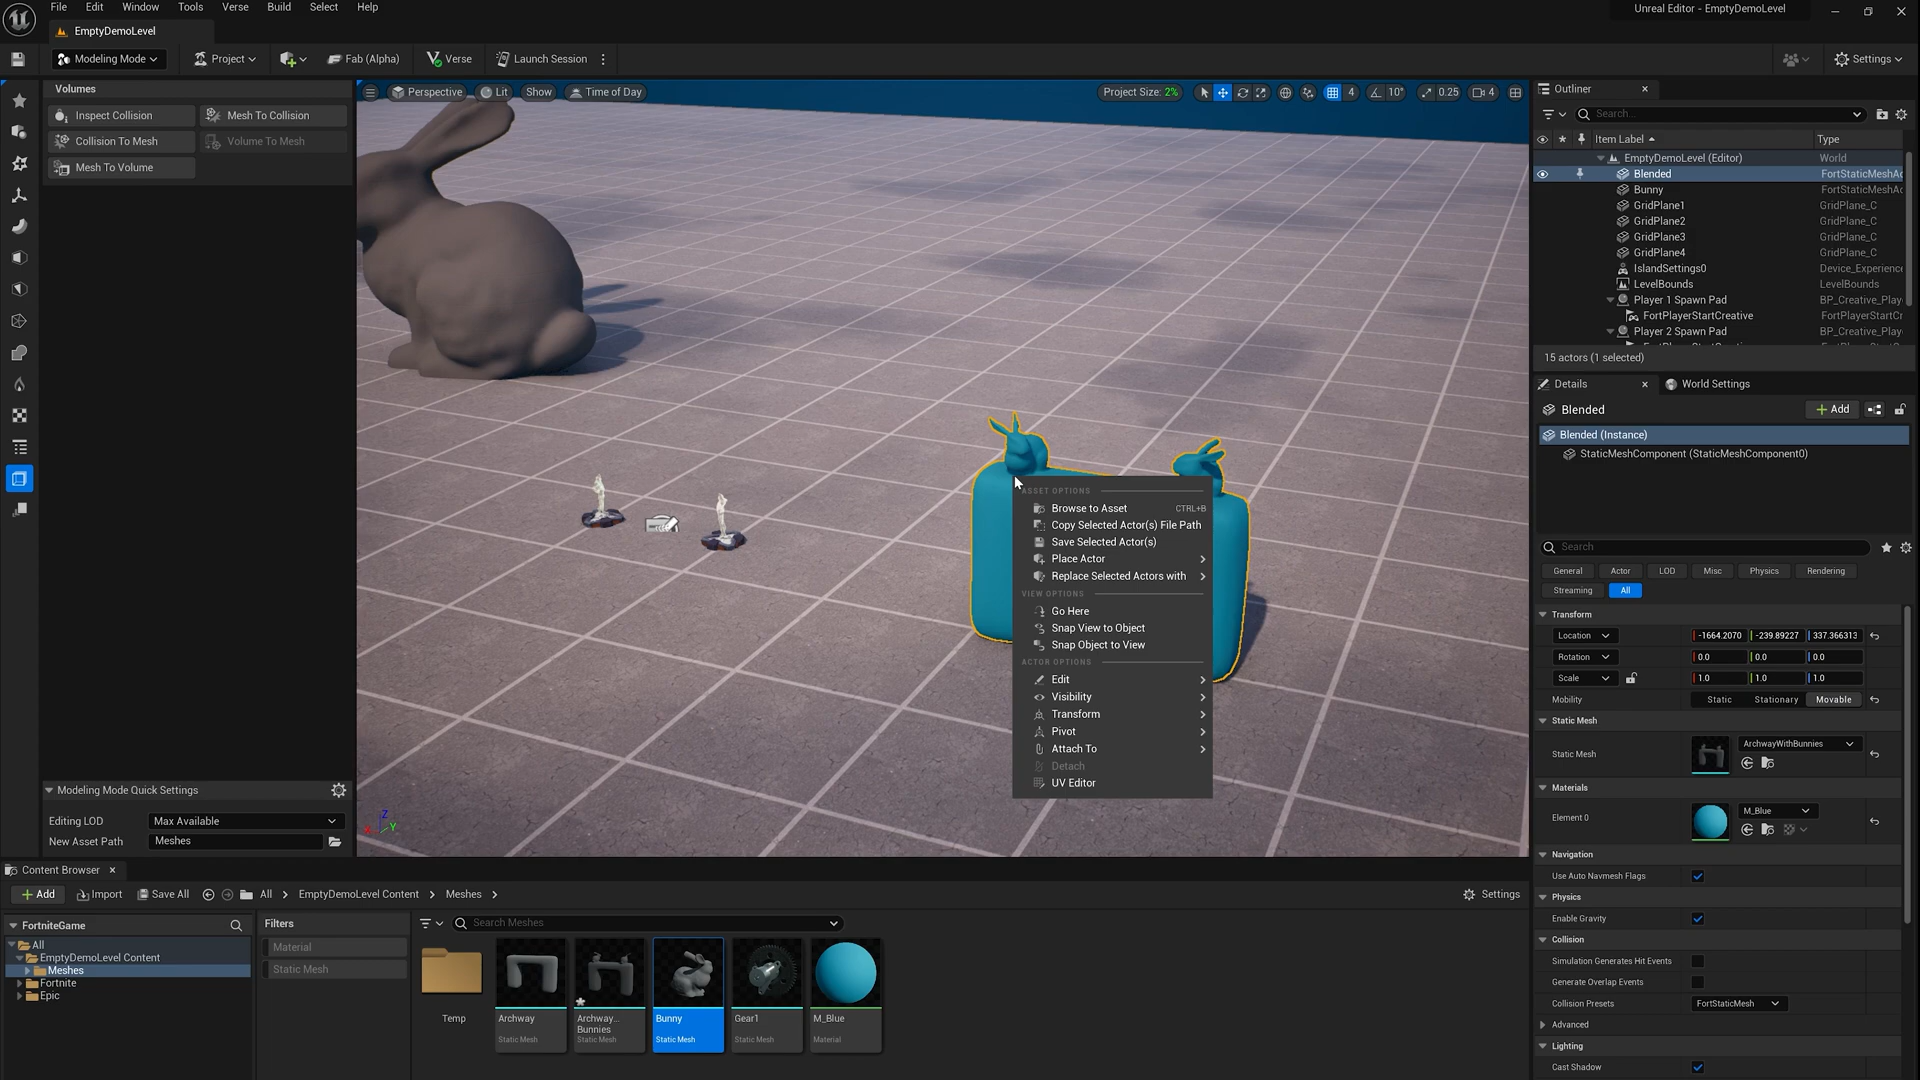 File Edit Window Tools Verse Build Select Help
Unreal Editor - EmptyDemoLevel
EmptyDemoLevel
Modeling Mode
Project
Fab (Alpha)
Verse
Launch Session
Settings
Volumes
Inspect Collision
Mesh To Collision
Collision To Mesh
Volume To Mesh
Mesh To Volume
Perspective
Lit
Show
Time of Day
Project Size: 2%
4
10°
0.25
4
Outliner
Search...
Item Label
Type
EmptyDemoLevel (Editor) World
Blended FortStaticMeshAc
Bunny FortStaticMeshAc
GridPlane1 GridPlane_C
GridPlane2 GridPlane_C
GridPlane3 GridPlane_C
GridPlane4 GridPlane_C
IslandSettings0 Device_Experience
LevelBounds LevelBounds
Player 1 Spawn Pad BP_Creative_Play
FortPlayerStartCreative FortPlayerStartCr
Player 2 Spawn Pad BP_Creative_Play
15 actors (1 selected)
Details
World Settings
Blended
Add
Blended (Instance)
StaticMeshComponent (StaticMeshComponent0)
Search
General Actor LOD Misc Physics Rendering
Streaming All
Transform
Location -1664.2070 -239.89227 337.366313
Rotation 0.0 0.0 0.0
Scale 1.0 1.0 1.0
Mobility Static Stationary Movable
Static Mesh
Static Mesh ArchwayWithBunnies
Materials
Element 0 M_Blue
Navigation
Use Auto Navmesh Flags
Physics
Enable Gravity
Collision
Simulation Generates Hit Events
Generate Overlap Events
Collision Presets FortStaticMesh
Advanced
Lighting
Cast Shadow
ASSET OPTIONS
Browse to Asset CTRL+B
Copy Selected Actor(s) File Path
Save Selected Actor(s)
Place Actor
Replace Selected Actors with
VIEW OPTIONS
Go Here
Snap View to Object
Snap Object to View
ACTOR OPTIONS
Edit
Visibility
Transform
Pivot
Attach To
Detach
UV Editor
Z
X Y
Modeling Mode Quick Settings
Editing LOD Max Available
New Asset Path Meshes
Content Browser
Add
Import
Save All
All
EmptyDemoLevel Content
Meshes
Settings
FortniteGame
All
EmptyDemoLevel Content
Meshes
Fortnite
Epic
Filters
Material
Static Mesh
Search Meshes
Temp
Archway
Static Mesh
Archway...
Bunnies
Static Mesh
Bunny
Static Mesh
Gear1
Static Mesh
M_Blue
Material